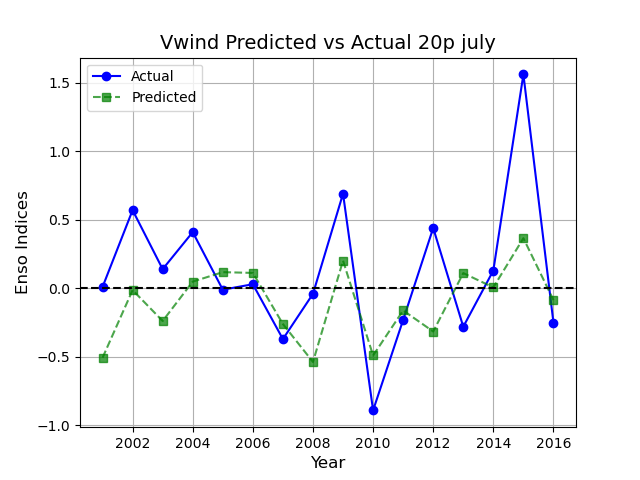 Vwind Predicted vs Actual 20p july
Actual
Predicted
1.5
1.0
0.5
0.0
−0.5
−1.0
Enso Indices
2002 2004 2006 2008 2010 2012 2014 2016
Year